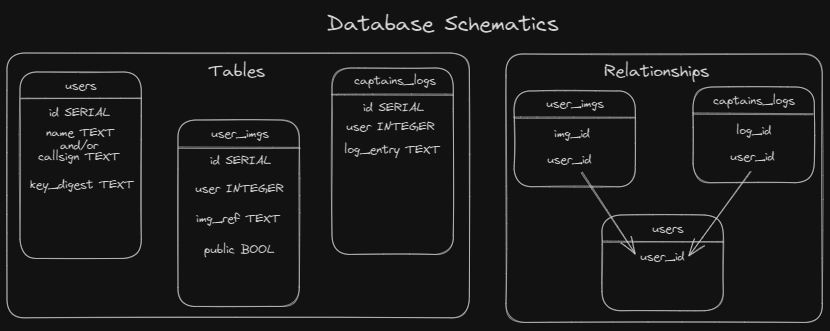 Database Schematics
Tables
users
id SERIAL
name TEXT
and/or
callsign TEXT
key_digest TEXT
user_imgs
id SERIAL
user INTEGER
img_ref TEXT
public BOOL
captains_logs
id SERIAL
user INTEGER
log_entry TEXT
Relationships
user_imgs
img_id
user_id
captains_logs
log_id
user_id
users
user_id